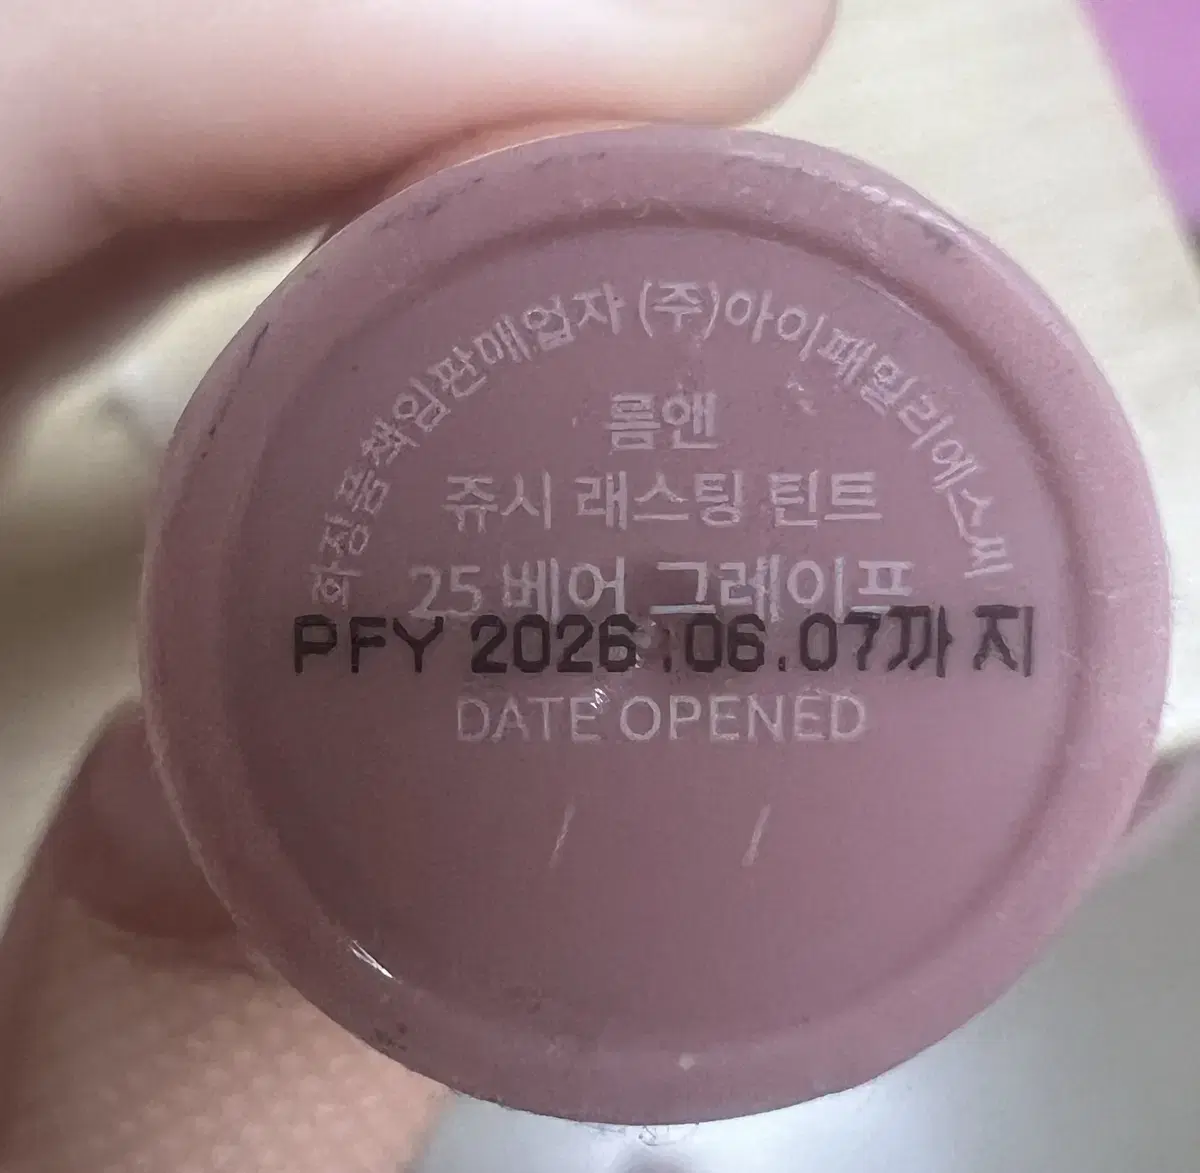 화장품책임판매업자 (주)아이패밀리에스씨
롬앤
쥬시 래스팅 틴트
25 베어 그레이프
PFY 2026.06.07까지
DATE OPENED
/ /